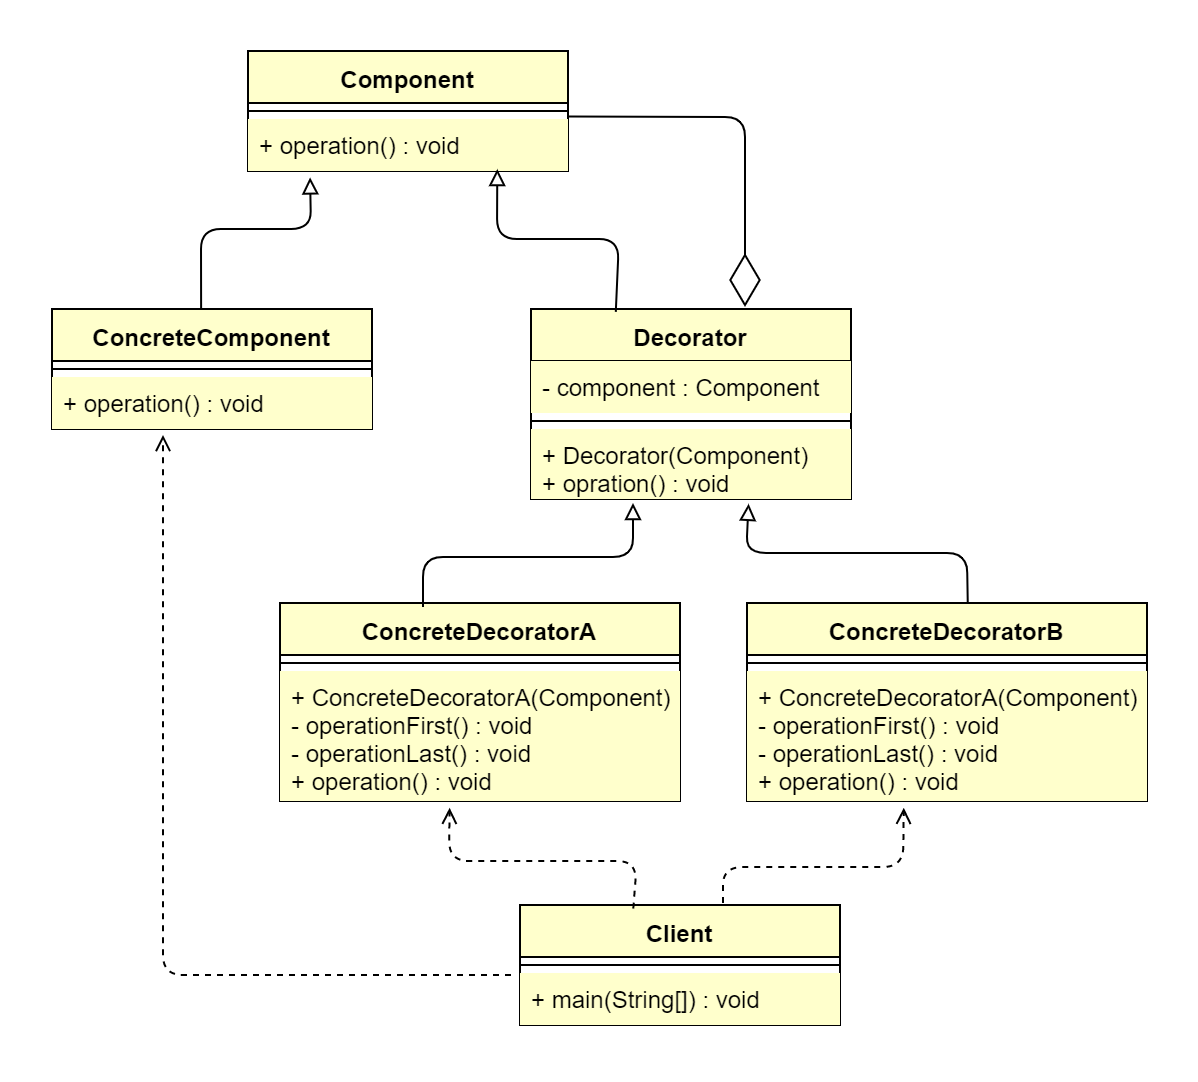 Component
+ operation() : void
ConcreteComponent
+ operation() : void
Decorator
- component : Component
+ Decorator(Component)
+ opration() : void
ConcreteDecoratorA
+ ConcreteDecoratorA(Component)
- operationFirst() : void
- operationLast() : void
+ operation() : void
ConcreteDecoratorB
+ ConcreteDecoratorA(Component)
- operationFirst() : void
- operationLast() : void
+ operation() : void
Client
+ main(String[]) : void